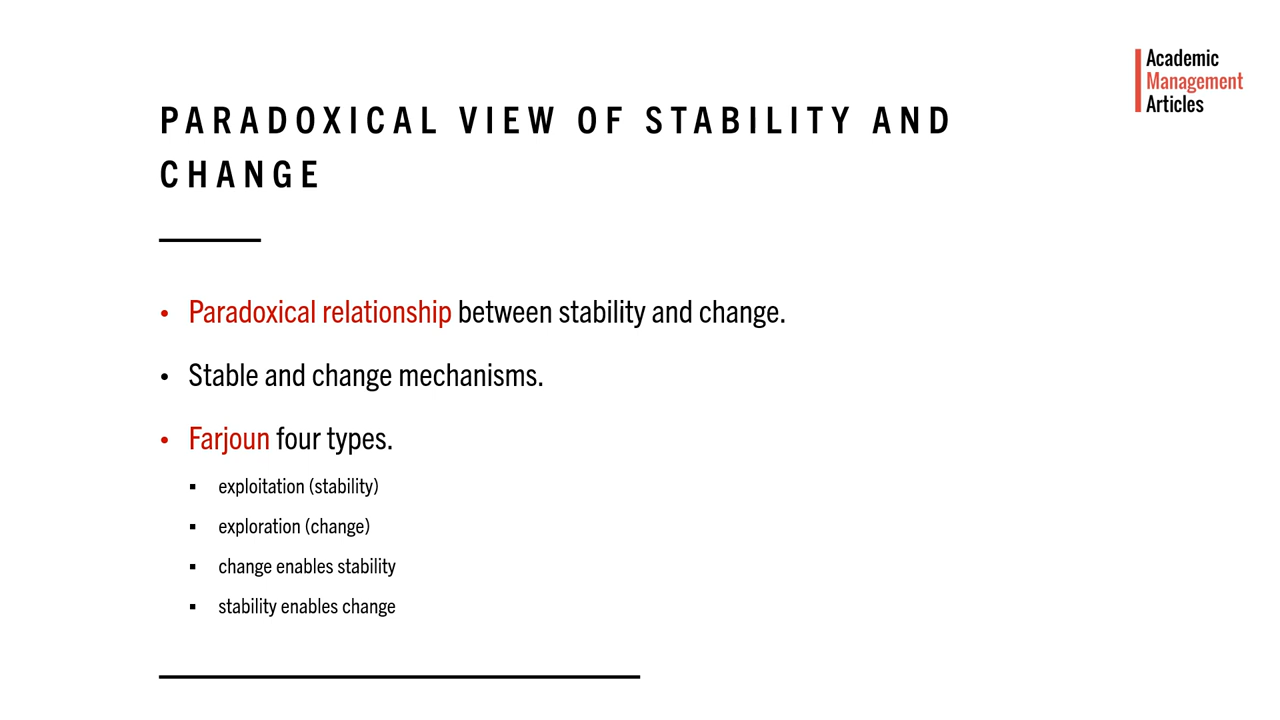 Academic
Management
Articles
PARADOXICAL VIEW OF STABILITY AND
CHANGE
• Paradoxical relationship between stability and change.
• Stable and change mechanisms.
• Farjoun four types.
▪ exploitation (stability)
▪ exploration (change)
▪ change enables stability
▪ stability enables change